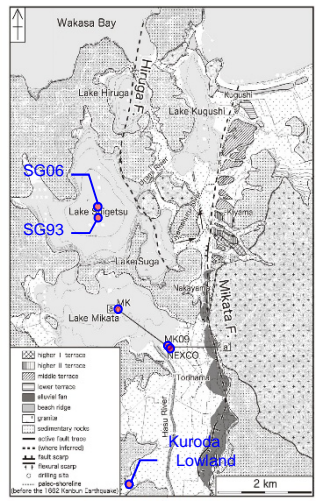 Wakasa Bay
Hiruga F.
Lake Hiruga
Lake Kugushi
Kugushi
SG06
Lake Suigetsu
SG93
Kiyama
Lake Suga
Mikata F.
Nakayama
MK
Lake Mikata
MK09
NEXCO
a1
Torihama
Hasu River
higher I terrace
higher II terrace
middle terrace
lower terrace
alluvial fan
beach ridge
granite
sedimentary rocks
active fault trace
(where inferred)
fault scarp
flexural scarp
drilling site
paleo-shoreline
(before the 1662 Kanbun Earthquake)
Kuroda
Lowland
2 km